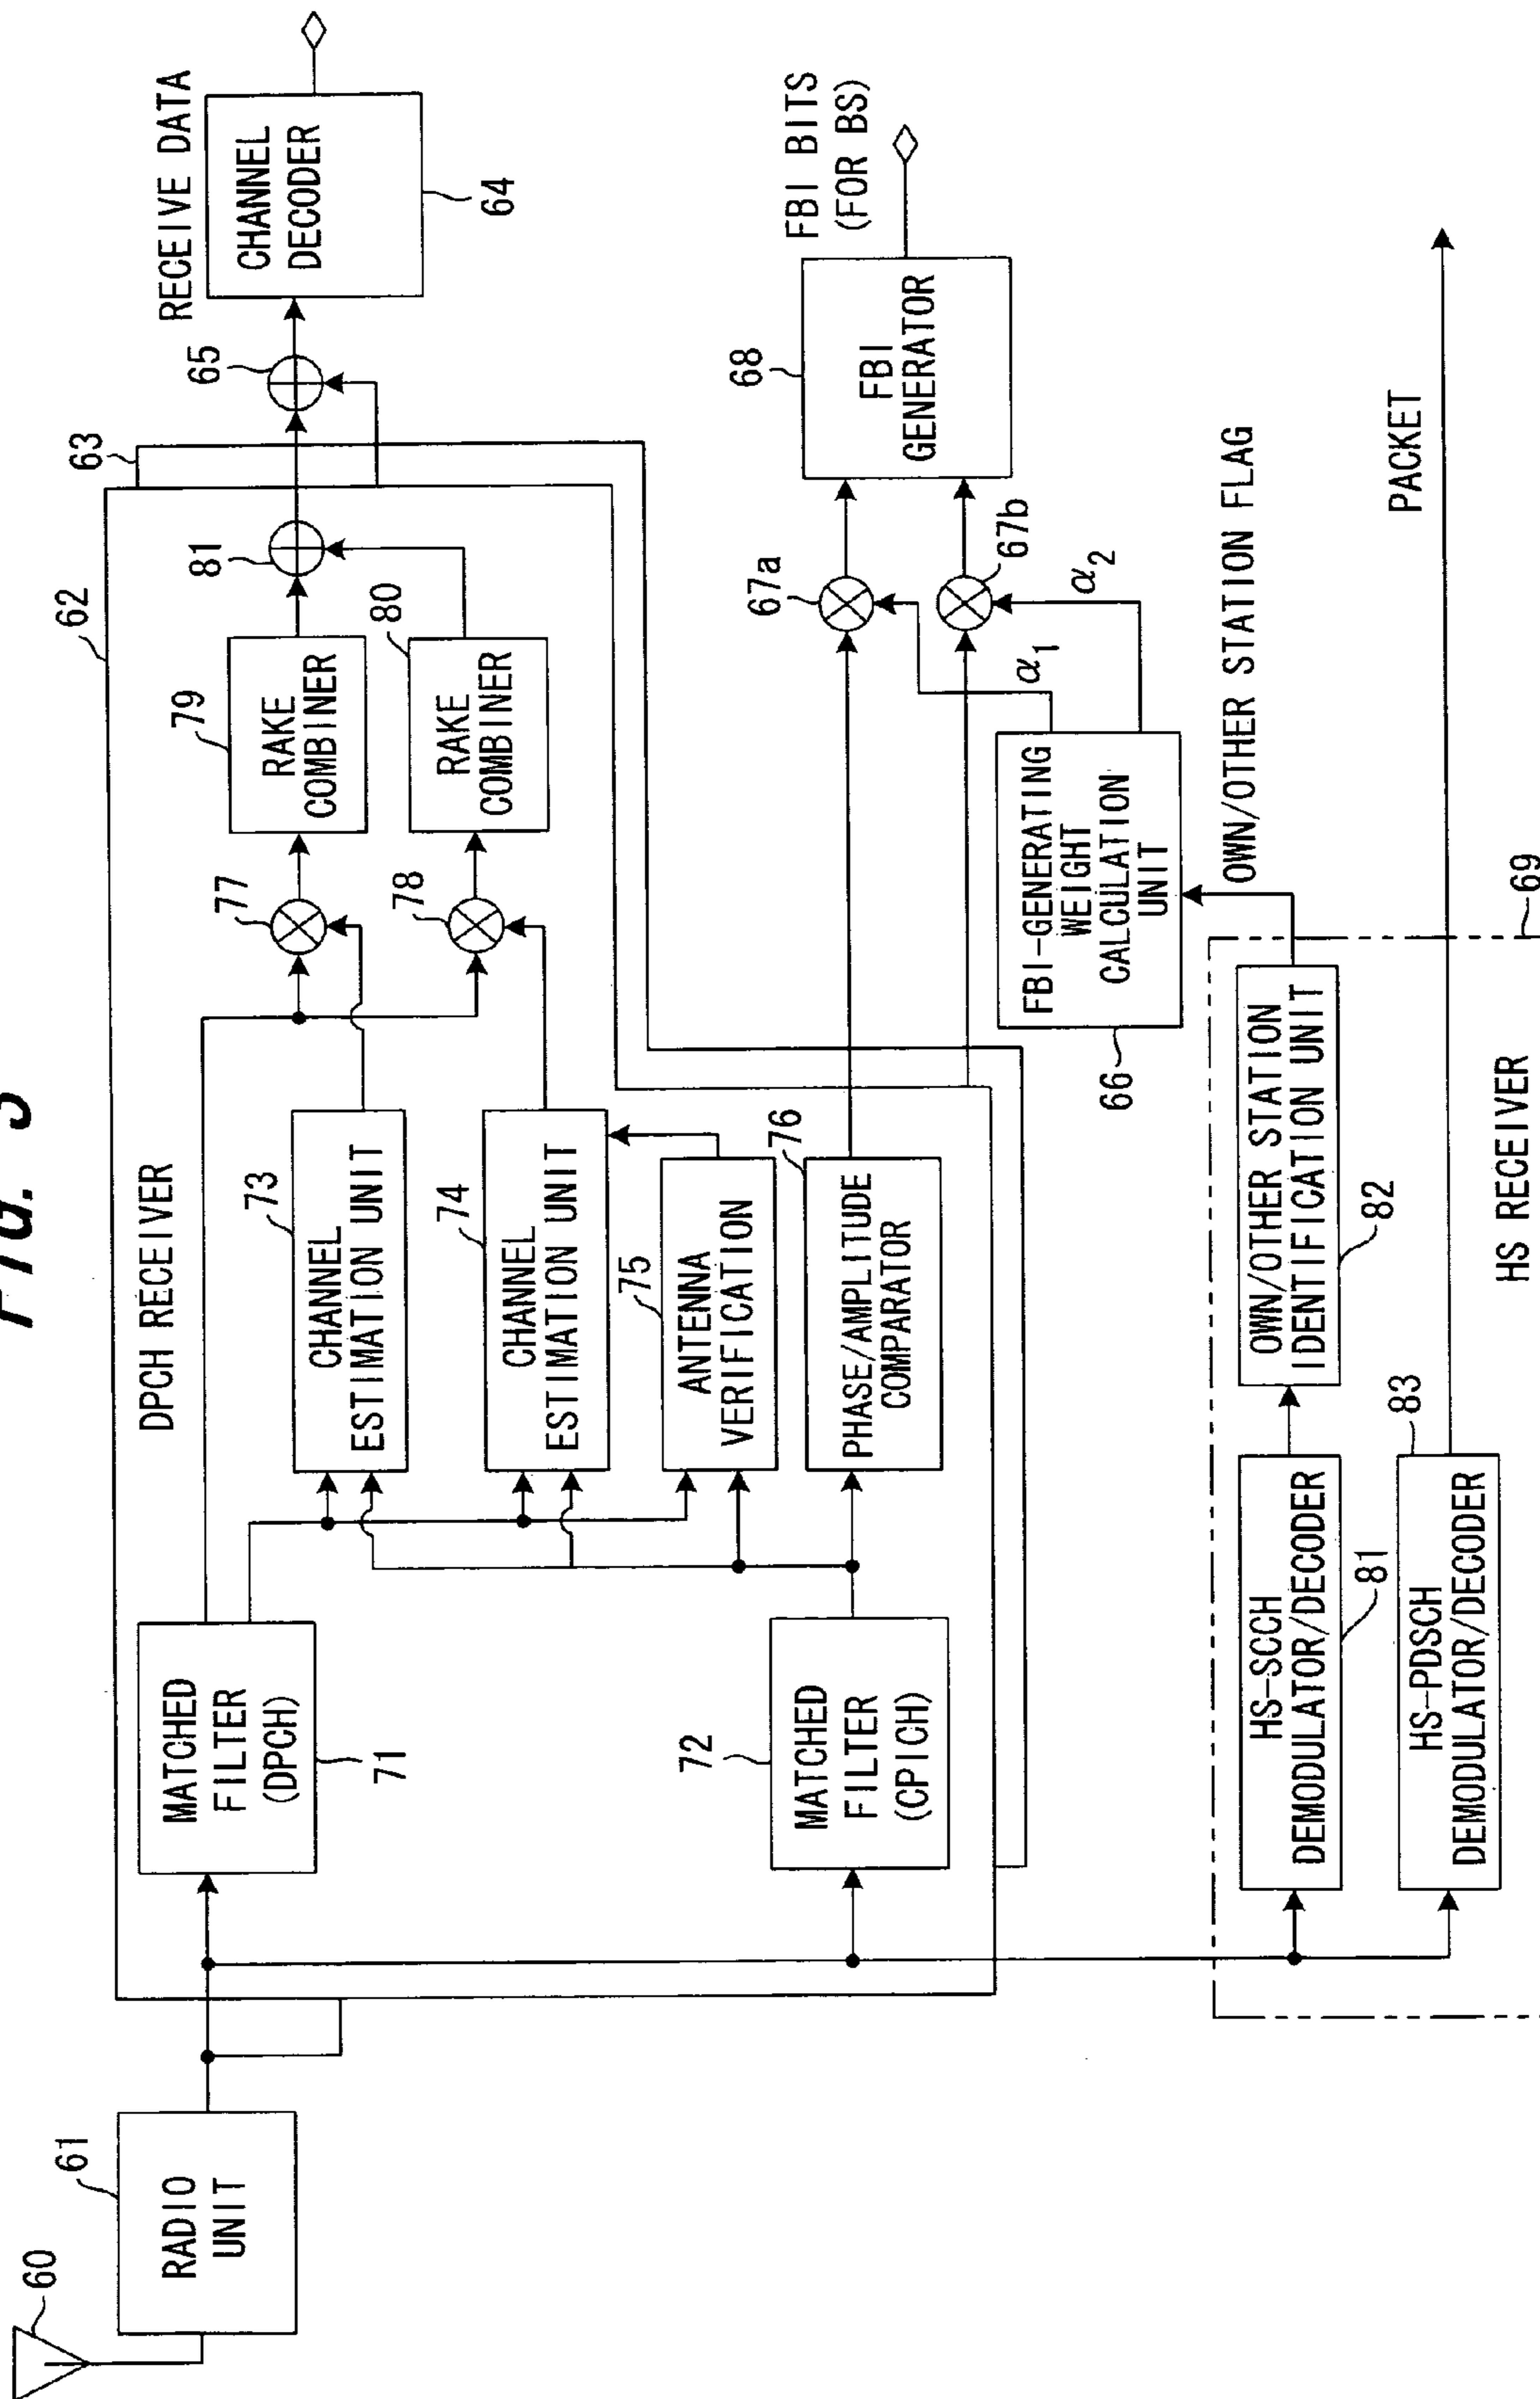 60
61
RADIO
UNIT
DPCH RECEIVER
62
63
MATCHED
FILTER
(DPCH)
71
MATCHED
FILTER
(CPICH)
72
73
CHANNEL
ESTIMATION UNIT
74
CHANNEL
ESTIMATION UNIT
75
ANTENNA
VERIFICATION
76
PHASE/AMPLITUDE
COMPARATOR
77
78
79
RAKE
COMBINER
80
RAKE
COMBINER
81
65
RECEIVE DATA
CHANNEL
DECODER
64
67a
67b
α1
α2
68
FBI
GENERATOR
FBI BITS
(FOR BS)
FBI-GENERATING
WEIGHT
CALCULATION
UNIT
66
OWN/OTHER STATION FLAG
HS-SCCH
DEMODULATOR/DECODER
81
OWN/OTHER STATION
IDENTIFICATION UNIT
82
HS-PDSCH
DEMODULATOR/DECODER
83
PACKET
HS RECEIVER
69